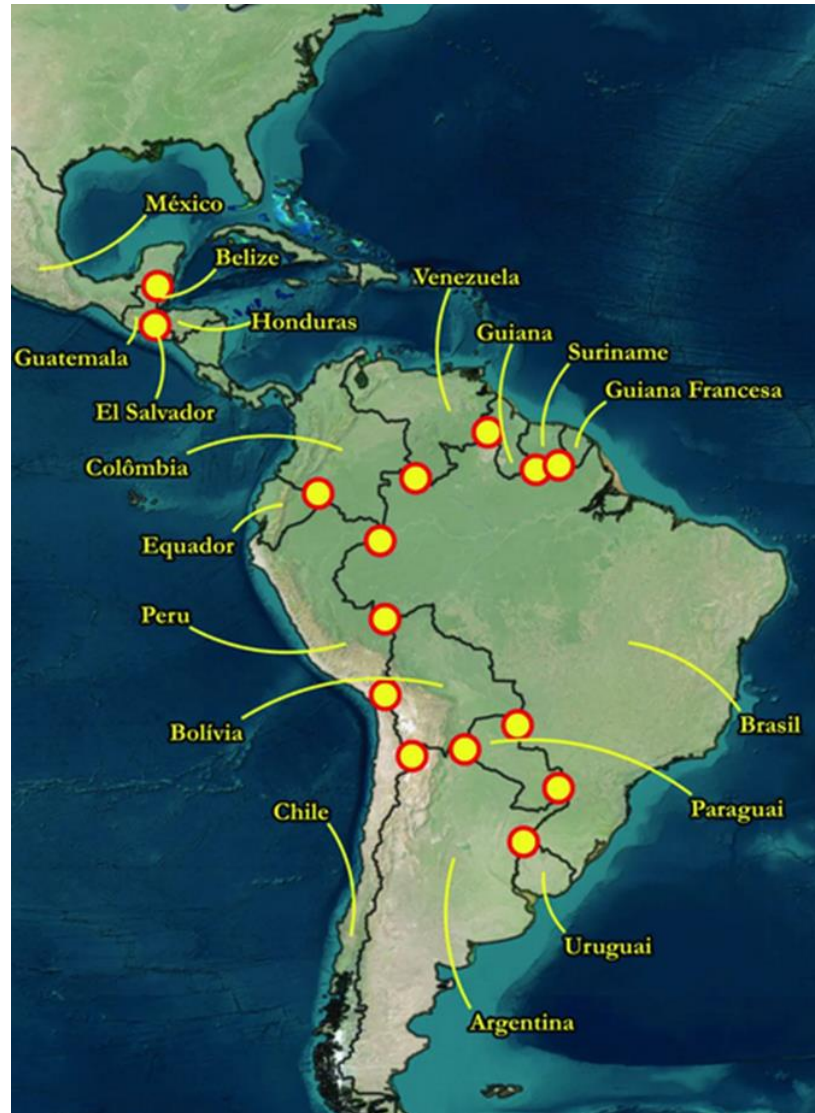 México
Belize
Venezuela
Honduras
Guiana
Suriname
Guatemala
Guiana Francesa
El Salvador
Colômbia
Equador
Peru
Brasil
Bolívia
Paraguai
Chile
Uruguai
Argentina